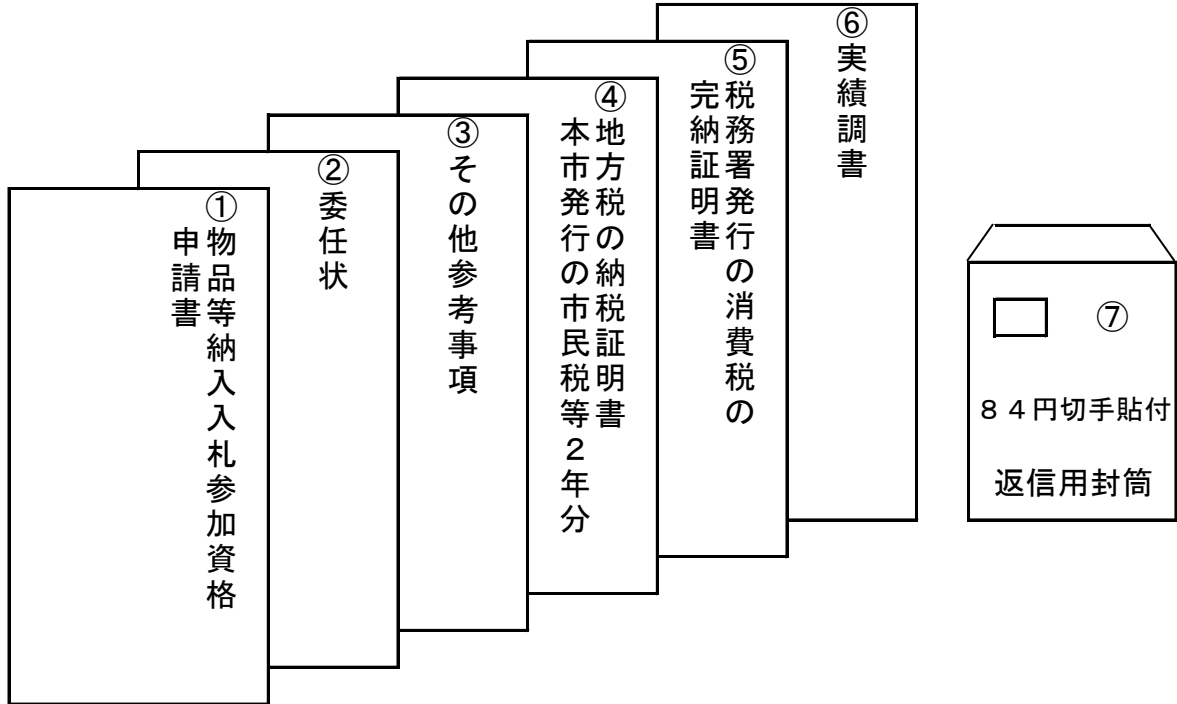 ①物品等納入入札参加資格
申請書
②委任状
③その他参考事項
④地方税の納税証明書
本市発行の市民税等２年分
⑤税務署発行の消費税の
完納証明書
⑥実績調書
⑦
８４円切手貼付
返信用封筒